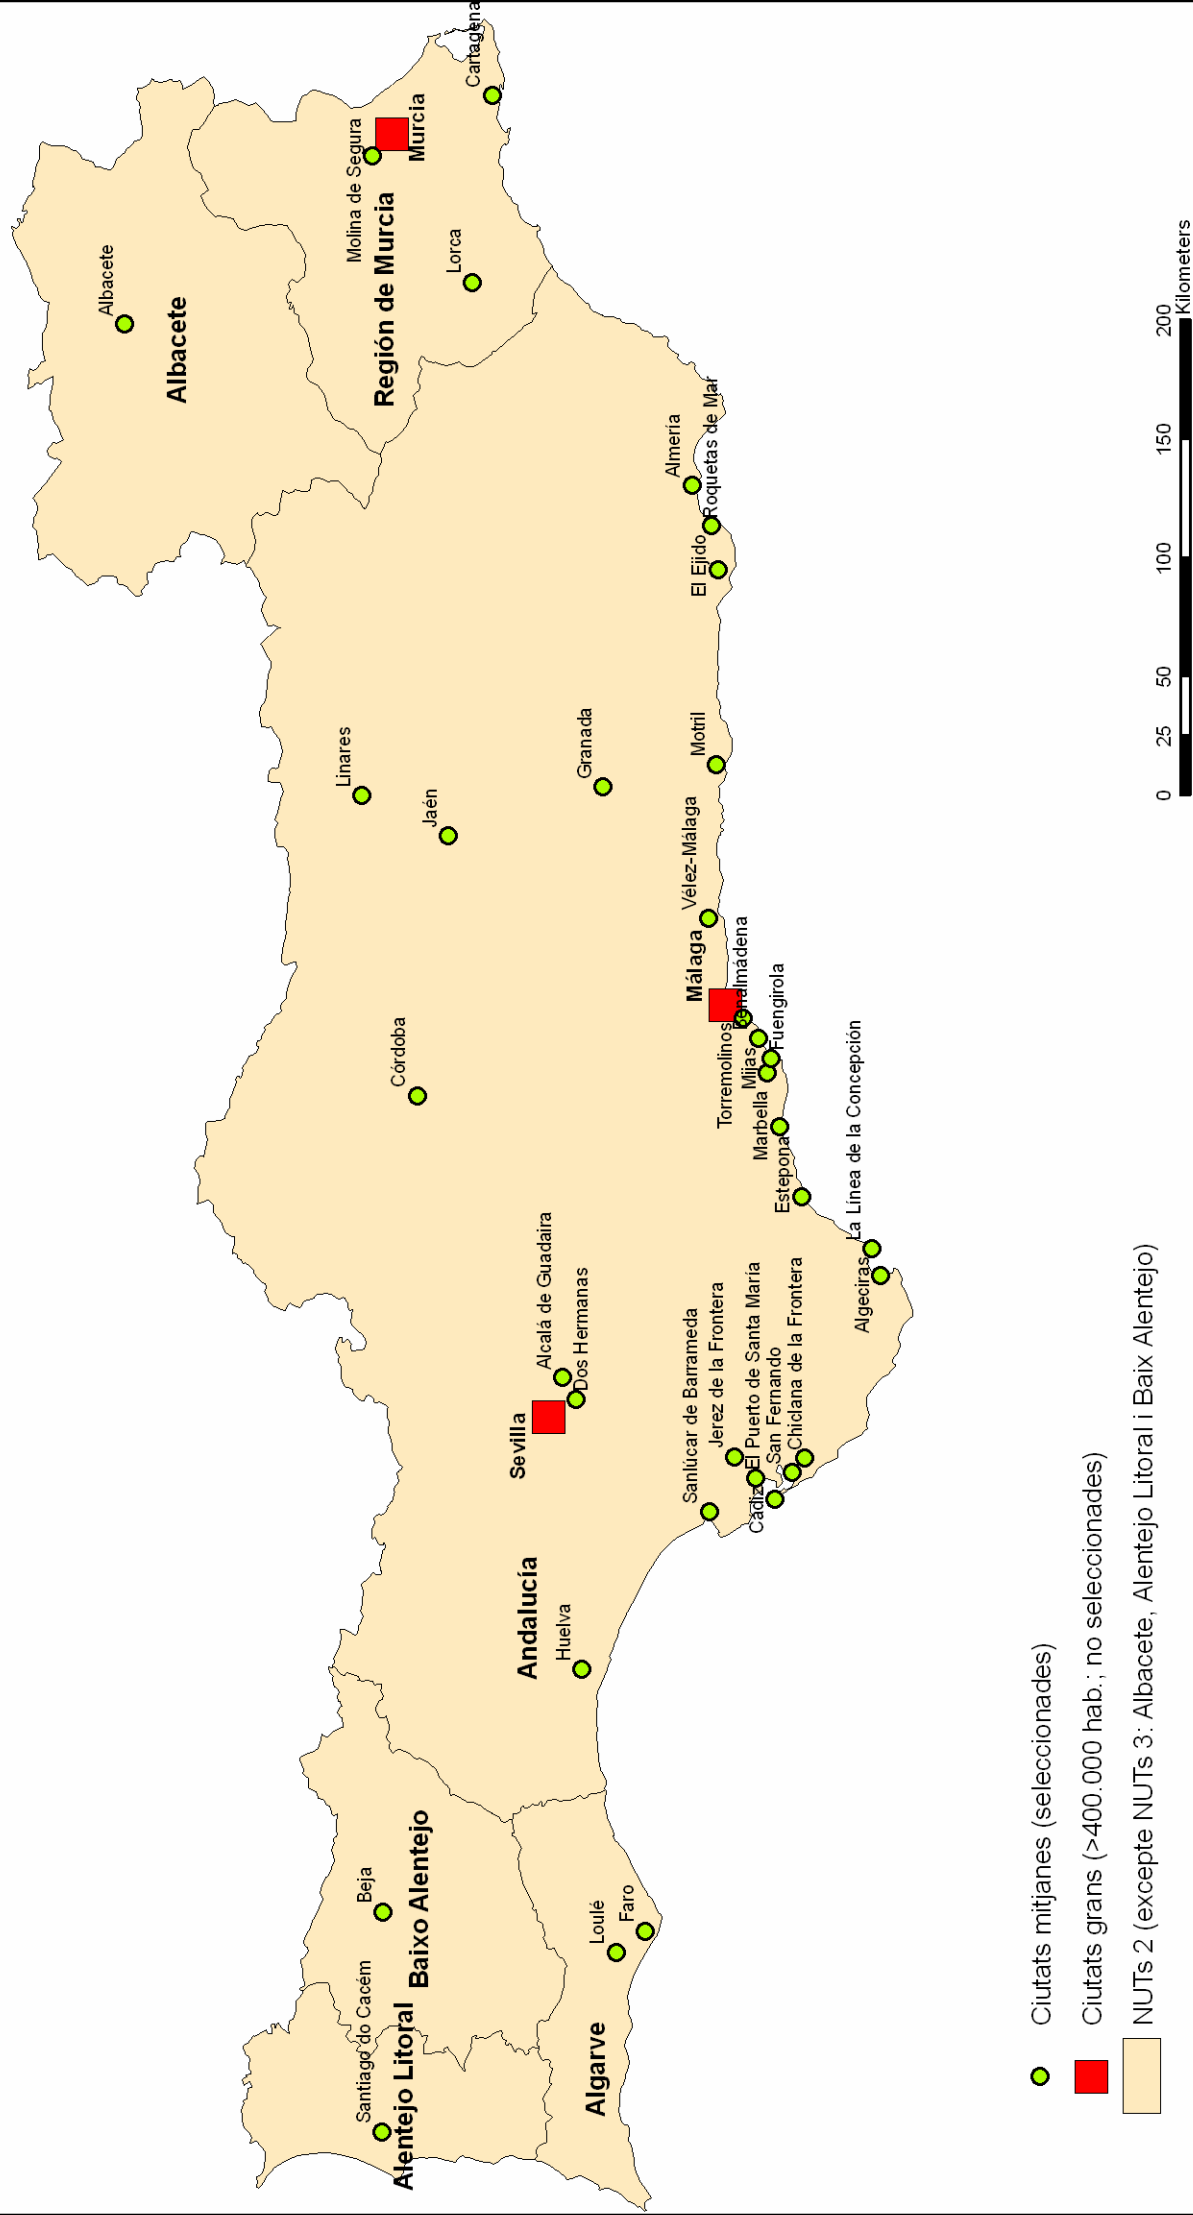 Albacete
Albacete
Molina de Segura
Murcia
Región de Murcia
Cartagena
Lorca
Linares
Jaén
Granada
Almería
Roquetas de Mar
El Ejido
Motril
Vélez-Málaga
Málaga
Benalmádena
Torremolinos
Fuengirola
Mijas
Marbella
Estepona
La Línea de la Concepción
Algeciras
Córdoba
Alcalá de Guadaira
Dos Hermanas
Sevilla
Sanlúcar de Barrameda
Jerez de la Frontera
El Puerto de Santa María
San Fernando
Chiclana de la Frontera
Cádiz
Andalucía
Huelva
Beja
Baixo Alentejo
Santiago do Cacém
Alentejo Litoral
Loulé
Faro
Algarve
Ciutats mitjanes (seleccionades)
Ciutats grans (>400.000 hab.; no seleccionades)
NUTs 2 (excepte NUTs 3: Albacete, Alentejo Litoral i Baix Alentejo)
0 25 50 100 150 200
Kilometers